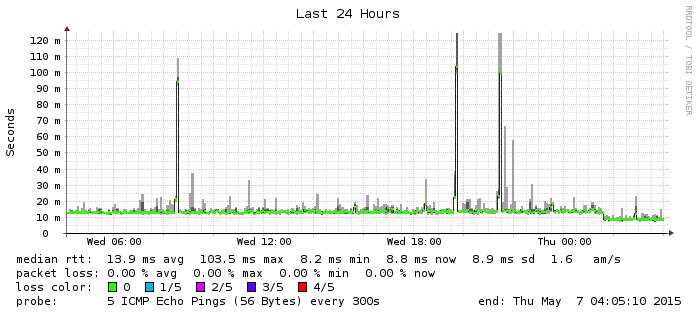 Last 24 Hours
RRDTOOL / TOBI OETIKER
Seconds
120 m
110 m
100 m
90 m
80 m
70 m
60 m
50 m
40 m
30 m
20 m
10 m
0
Wed 06:00 Wed 12:00 Wed 18:00 Thu 00:00
median rtt: 13.9 ms avg 103.5 ms max 8.2 ms min 8.8 ms now 8.9 ms sd 1.6 am/s
packet loss: 0.00 % avg 0.00 % max 0.00 % min 0.00 % now
loss color: 0 1/5 2/5 3/5 4/5
probe: 5 ICMP Echo Pings (56 Bytes) every 300s end: Thu May 7 04:05:10 2015